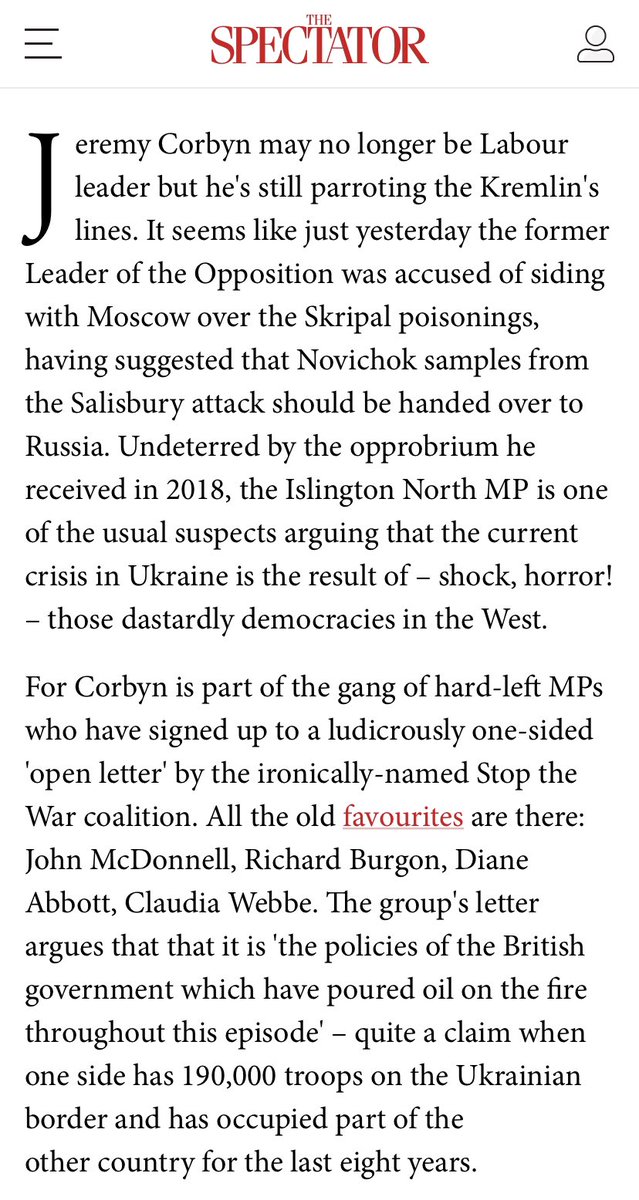 THE
SPECTATOR
Jeremy Corbyn may no longer be Labour
leader but he's still parroting the Kremlin's
lines. It seems like just yesterday the former
Leader of the Opposition was accused of siding
with Moscow over the Skripal poisonings,
having suggested that Novichok samples from
the Salisbury attack should be handed over to
Russia. Undeterred by the opprobrium he
received in 2018, the Islington North MP is one
of the usual suspects arguing that the current
crisis in Ukraine is the result of – shock, horror!
– those dastardly democracies in the West.
For Corbyn is part of the gang of hard-left MPs
who have signed up to a ludicrously one-sided
'open letter' by the ironically-named Stop the
War coalition. All the old favourites are there:
John McDonnell, Richard Burgon, Diane
Abbott, Claudia Webbe. The group's letter
argues that that it is 'the policies of the British
government which have poured oil on the fire
throughout this episode' – quite a claim when
one side has 190,000 troops on the Ukrainian
border and has occupied part of the
other country for the last eight years.